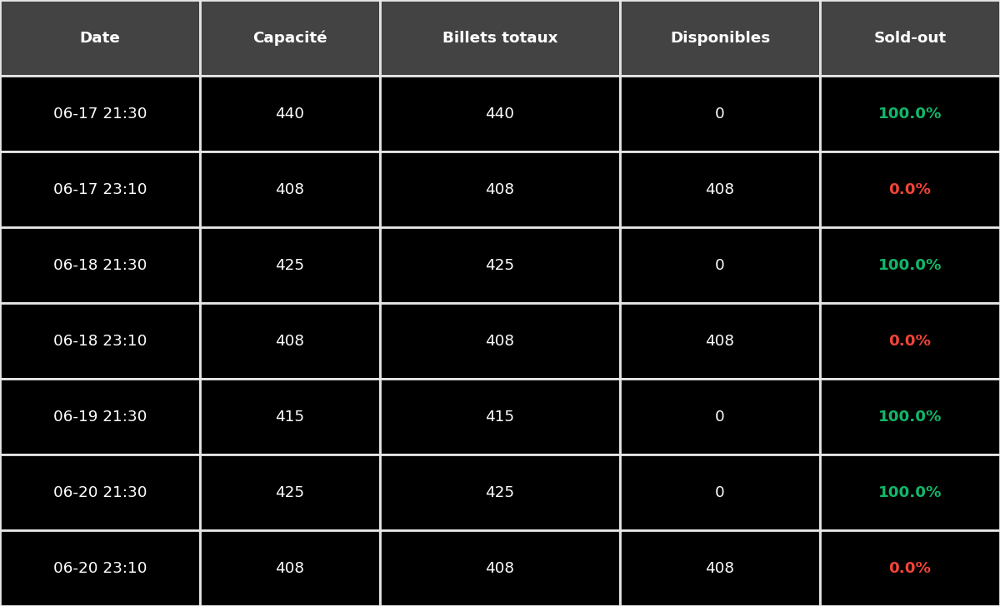 Date Capacité Billets totaux Disponibles Sold-out
06-17 21:30 440 440 0 100.0%
06-17 23:10 408 408 408 0.0%
06-18 21:30 425 425 0 100.0%
06-18 23:10 408 408 408 0.0%
06-19 21:30 415 415 0 100.0%
06-20 21:30 425 425 0 100.0%
06-20 23:10 408 408 408 0.0%